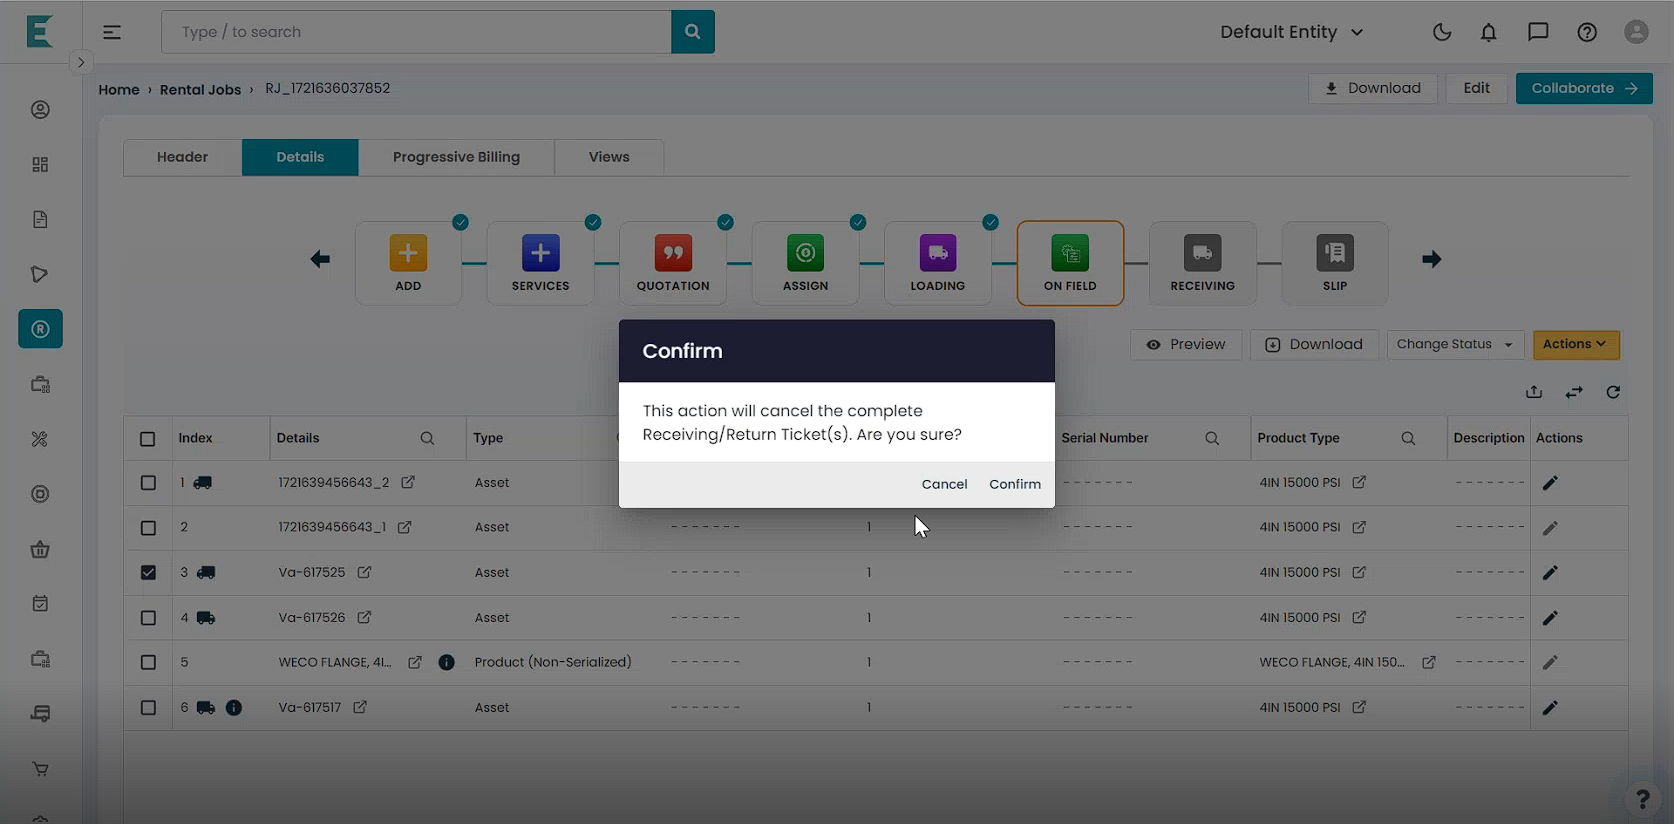 Type / to search
Default Entity
Home › Rental Jobs › RJ_1721636037852
Download
Edit
Collaborate →
Header
Details
Progressive Billing
Views
ADD
SERVICES
QUOTATION
ASSIGN
LOADING
ON FIELD
RECEIVING
SLIP
Preview
Download
Change Status
Actions
Confirm
This action will cancel the complete
Receiving/Return Ticket(s). Are you sure?
Cancel
Confirm
Index Details Type Serial Number Product Type Description Actions
1 1721639456643_2 Asset ------- 4IN 15000 PSI -------
2 1721639456643_1 Asset ------- 1 ------- 4IN 15000 PSI -------
3 Va-617525 Asset ------- 1 ------- 4IN 15000 PSI -------
4 Va-617526 Asset ------- 1 ------- 4IN 15000 PSI -------
5 WECO FLANGE, 4I... Product (Non-Serialized) ------- 1 ------- WECO FLANGE, 4IN 150... -------
6 Va-617517 Asset ------- 1 ------- 4IN 15000 PSI -------